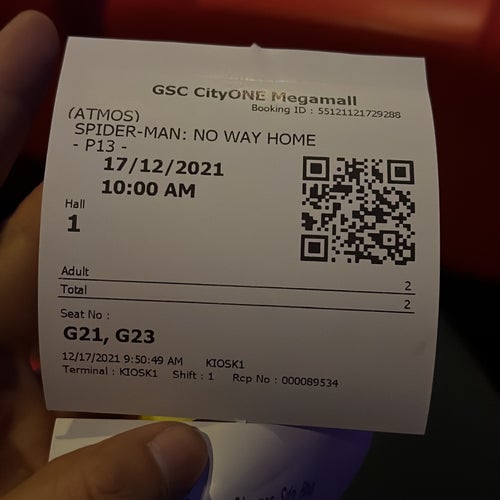 GSC CityONE Megamall
Booking ID : 55121121729288
(ATMOS)
SPIDER-MAN: NO WAY HOME
- P13 -
17/12/2021
10:00 AM
Hall
1
Adult 2
Total 2
Seat No :
G21, G23
12/17/2021 9:50:49 AM KIOSK1
Terminal : KIOSK1 Shift : 1 Rcp No : 000089534